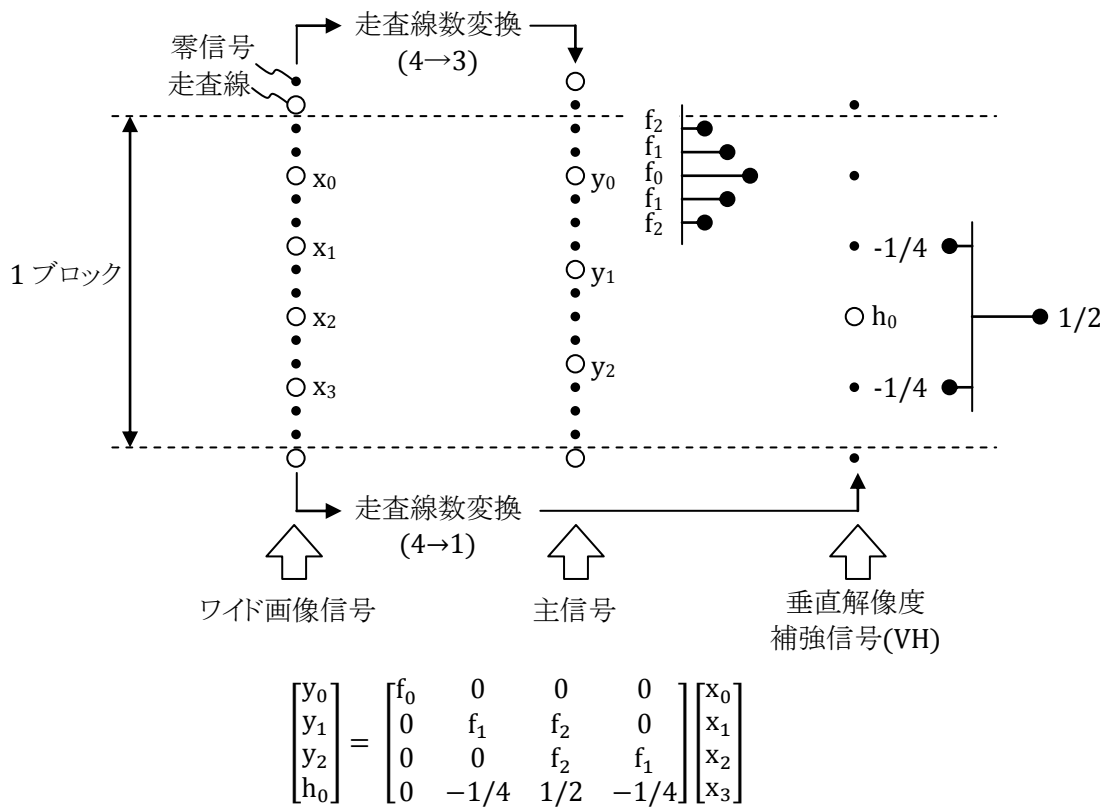 走査線数変換
(4→3)
零信号
走査線
f₂
f₁
f₀
f₁
f₂
x₀
y₀
x₁
-1/4
y₁
1 ブロック
x₂
h₀
1/2
y₂
x₃
-1/4
走査線数変換
(4→1)
ワイド画像信号
主信号
垂直解像度
補強信号(VH)
[y₀] [f₀ 0 0 0] [x₀]
[y₁] = [0 f₁ f₂ 0] [x₁]
[y₂] [0 0 f₂ f₁] [x₂]
[h₀] [0 −1/4 1/2 −1/4] [x₃]